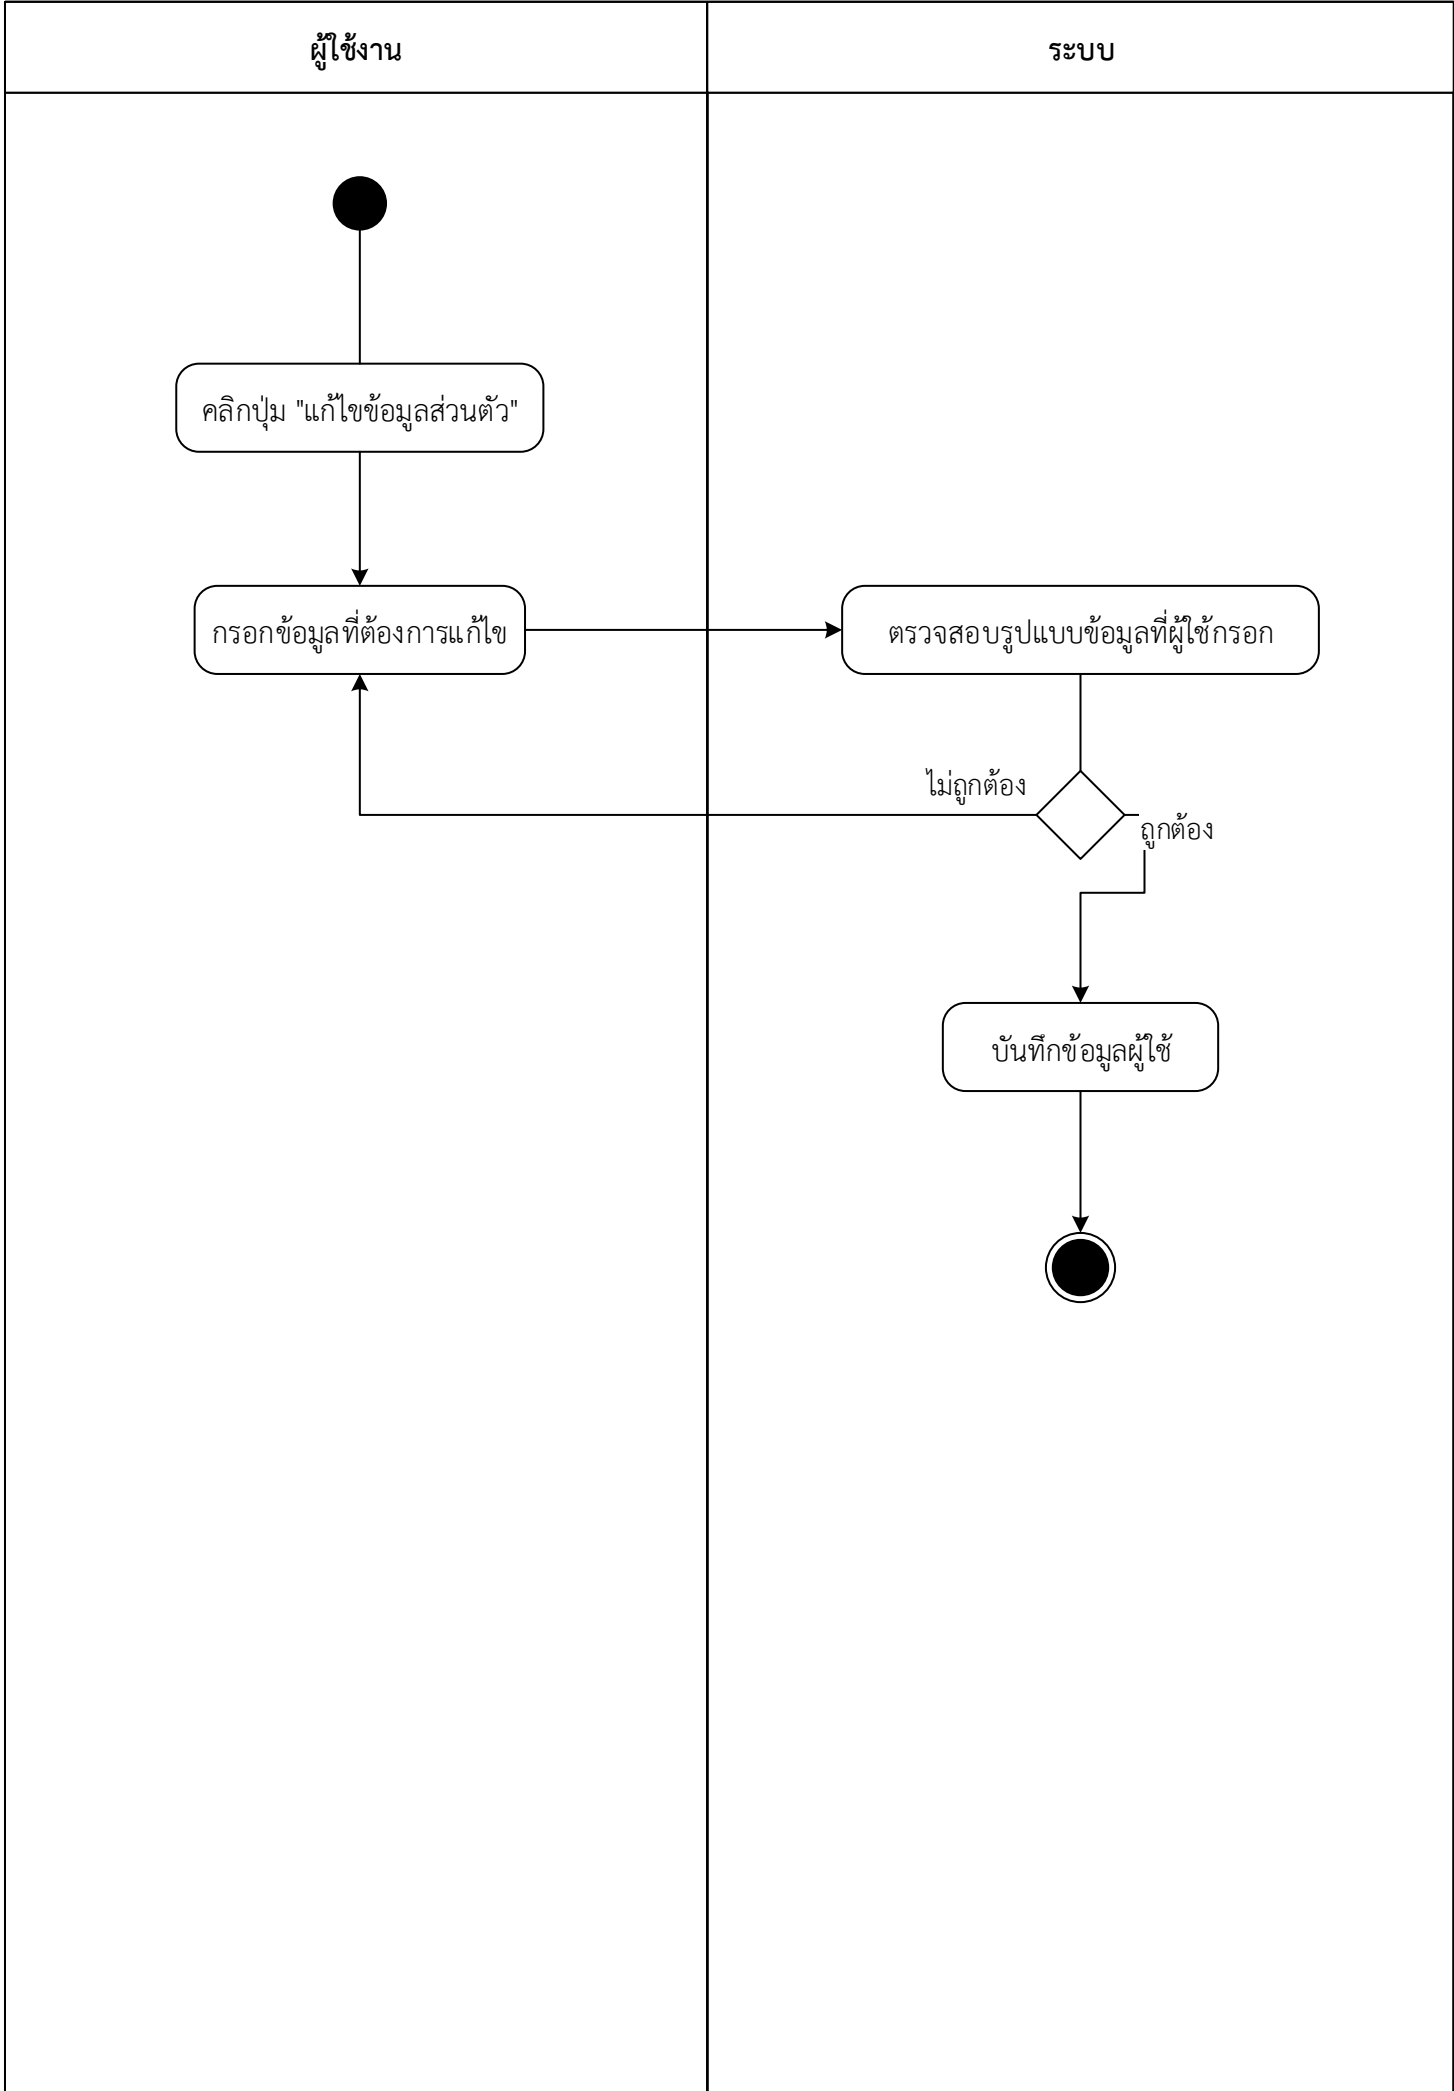 ผู้ใช้งาน
ระบบ
คลิกปุ่ม "แก้ไขข้อมูลส่วนตัว"
กรอกข้อมูลที่ต้องการแก้ไข
ตรวจสอบรูปแบบข้อมูลที่ผู้ใช้กรอก
ไม่ถูกต้อง
ถูกต้อง
บันทึกข้อมูลผู้ใช้